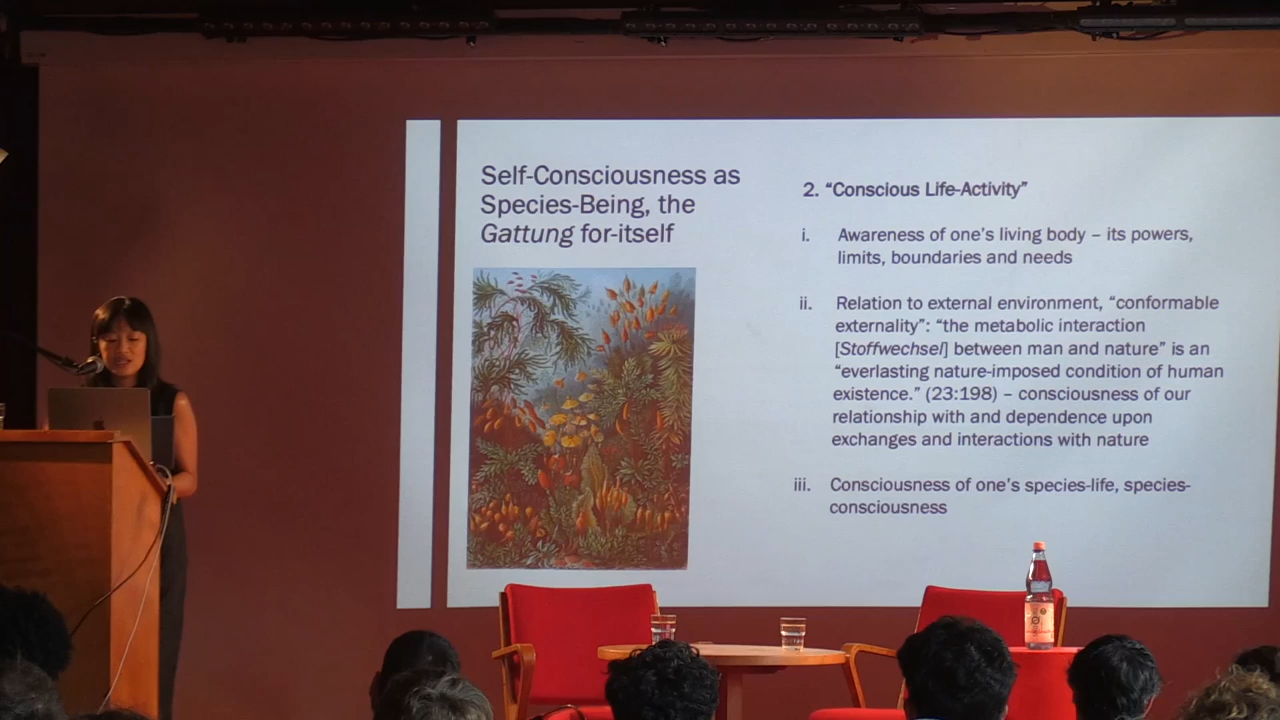 Self-Consciousness as
Species-Being, the
Gattung for-itself
2. “Conscious Life-Activity”
i. Awareness of one’s living body – its powers,
limits, boundaries and needs
ii. Relation to external environment, “conformable
externality”: “the metabolic interaction
[Stoffwechsel] between man and nature” is an
“everlasting nature-imposed condition of human
existence.” (23:198) – consciousness of our
relationship with and dependence upon
exchanges and interactions with nature
iii. Consciousness of one’s species-life, species-
consciousness